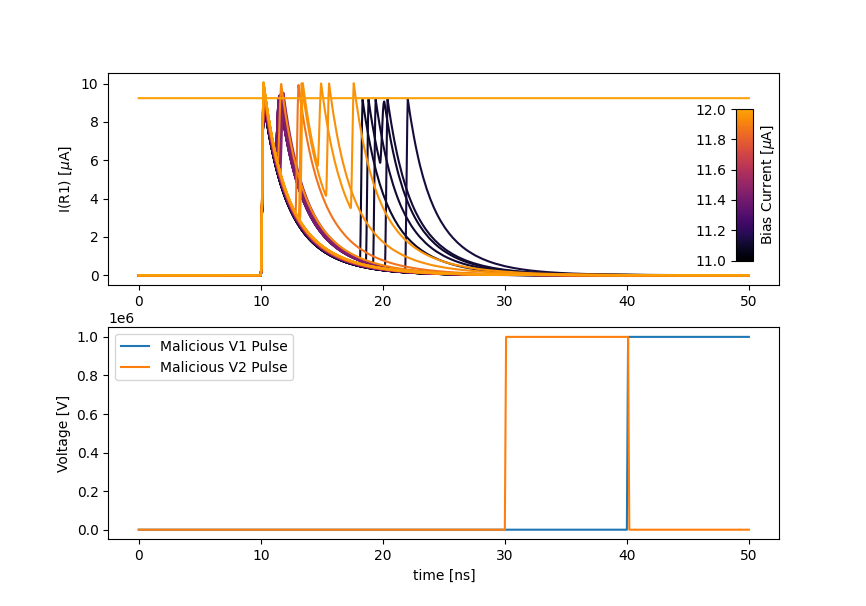 10
8
6
4
2
0
I(R1) [μA]
0 10 20 30 40 50
12.0
11.8
11.6
11.4
11.2
11.0
Bias Current [μA]
1e6
1.0
0.8
0.6
0.4
0.2
0.0
Voltage [V]
Malicious V1 Pulse
Malicious V2 Pulse
0 10 20 30 40 50
time [ns]